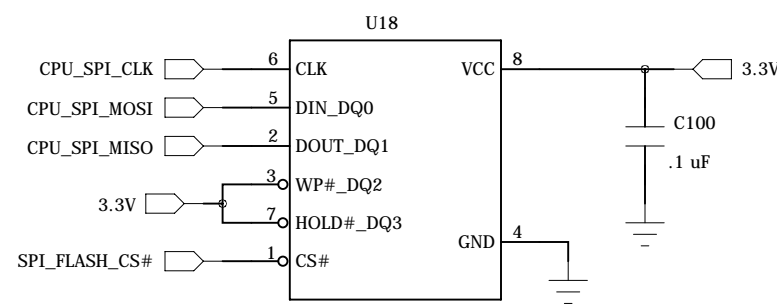 U18
CPU_SPI_CLK 6 CLK VCC 8 3.3V
CPU_SPI_MOSI 5 DIN_DQ0
C100
CPU_SPI_MISO 2 DOUT_DQ1
.1 uF
3 WP#_DQ2
3.3V
7 HOLD#_DQ3
GND 4
SPI_FLASH_CS# 1 CS#